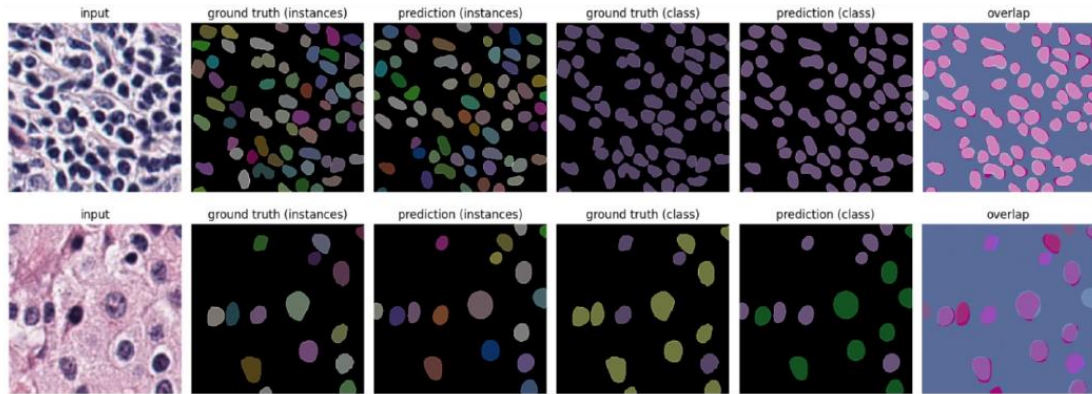 input ground truth (instances) prediction (instances) ground truth (class) prediction (class) overlap
input ground truth (instances) prediction (instances) ground truth (class) prediction (class) overlap